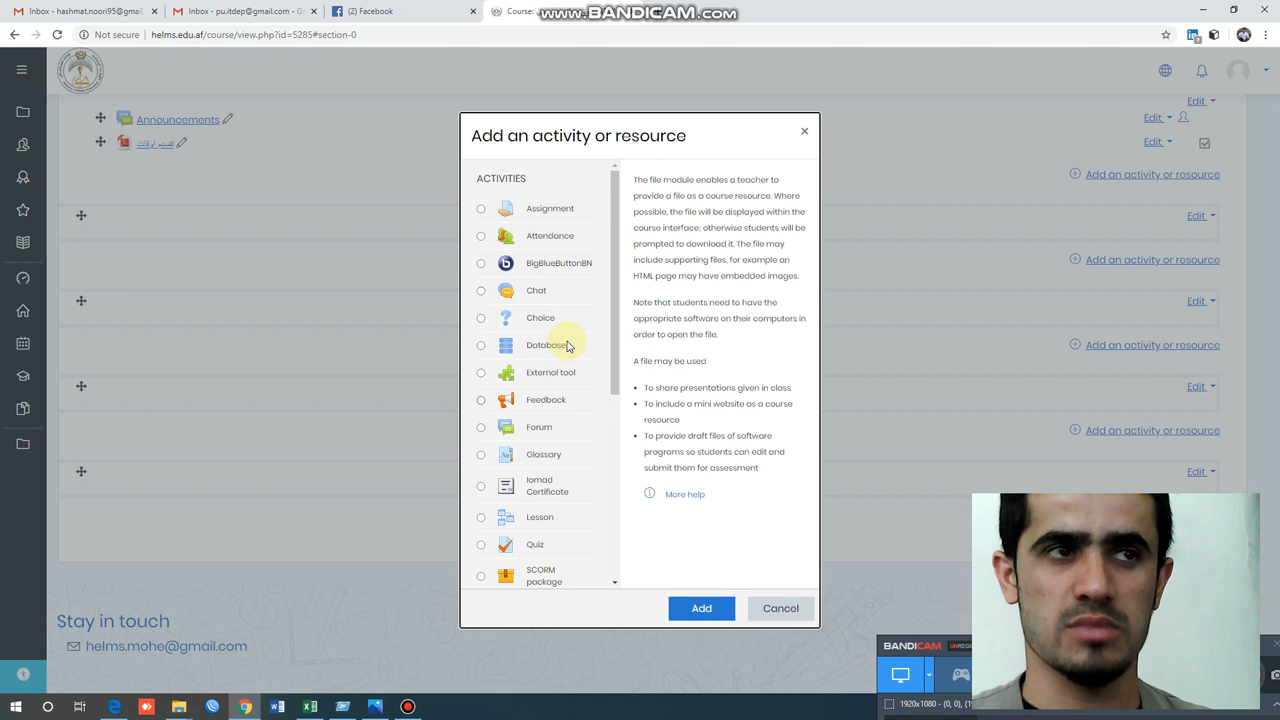 Inbox - hashmat.noori95@gmail
Inbox - pu.itdep@gmail.com - G
(2) Facebook
Course:
www.BANDICAM.com
Not secure
helms.edu.af/course/view.php?id=5285#section-0
Edit
Announcements
Edit
تقسیم اوقات
Edit
Add an activity or resource
Edit
Add an activity or resource
Edit
Add an activity or resource
Edit
Add an activity or resource
Edit
Add an activity or resource
ACTIVITIES
Assignment
Attendance
BigBlueButtonBN
Chat
Choice
Database
External tool
Feedback
Forum
Glossary
Iomad
Certificate
Lesson
Quiz
SCORM
package
The file module enables a teacher to
provide a file as a course resource. Where
possible, the file will be displayed within the
course interface; otherwise students will be
prompted to download it. The file may
include supporting files, for example an
HTML page may have embedded images.
Note that students need to have the
appropriate software on their computers in
order to open the file.
A file may be used
To share presentations given in class
To include a mini website as a course
resource
To provide draft files of software
programs so students can edit and
submit them for assessment
More help
Add
Cancel
Stay in touch
helms.mohe@gmail.com
BANDICAM
UNREG
1920x1080 - (0, 0), (1